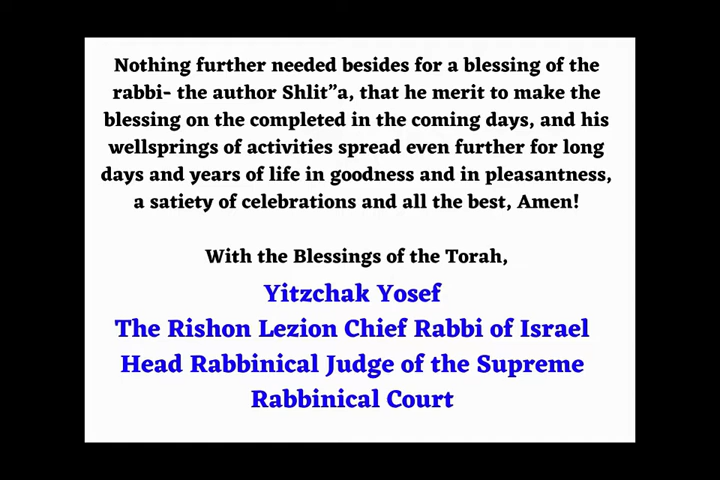 Nothing further needed besides for a blessing of the
rabbi- the author Shlit”a, that he merit to make the
blessing on the completed in the coming days, and his
wellsprings of activities spread even further for long
days and years of life in goodness and in pleasantness,
a satiety of celebrations and all the best, Amen!
With the Blessings of the Torah,
Yitzchak Yosef
The Rishon Lezion Chief Rabbi of Israel
Head Rabbinical Judge of the Supreme
Rabbinical Court